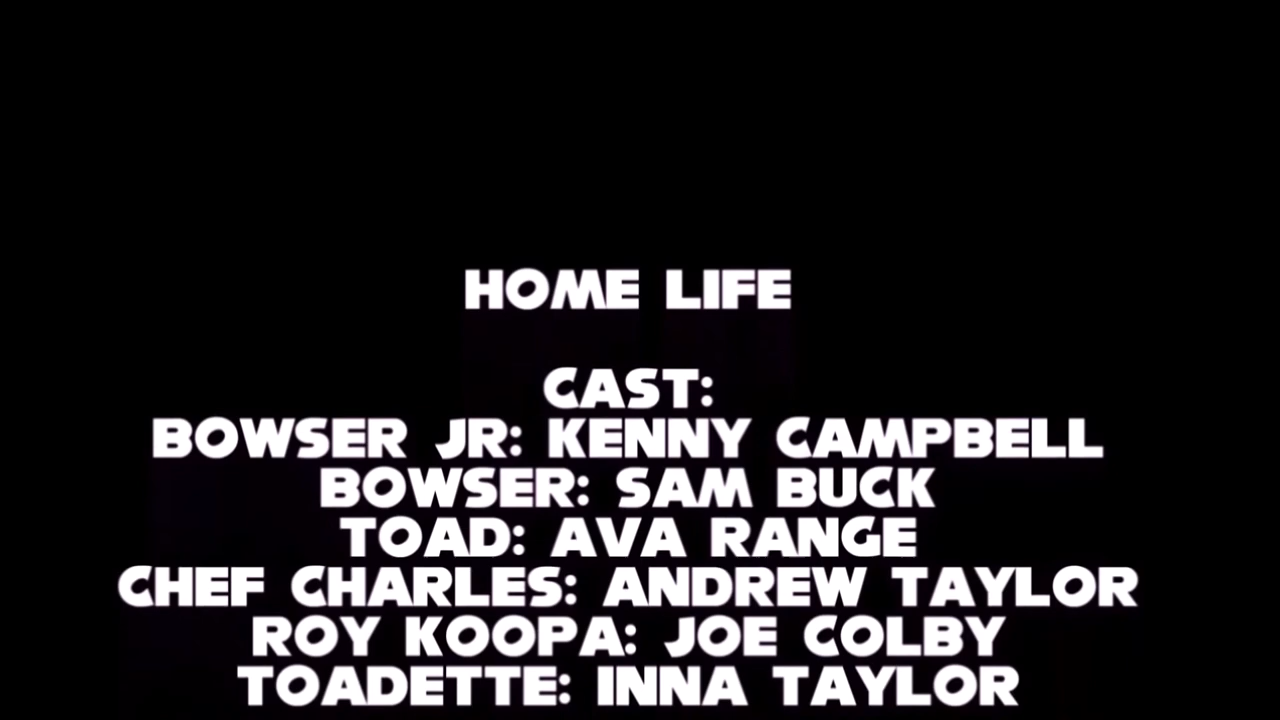 HOME LIFE
CAST:
BOWSER JR: KENNY CAMPBELL
BOWSER: SAM BUCK
TOAD: AVA RANGE
CHEF CHARLES: ANDREW TAYLOR
ROY KOOPA: JOE COLBY
TOADETTE: INNA TAYLOR